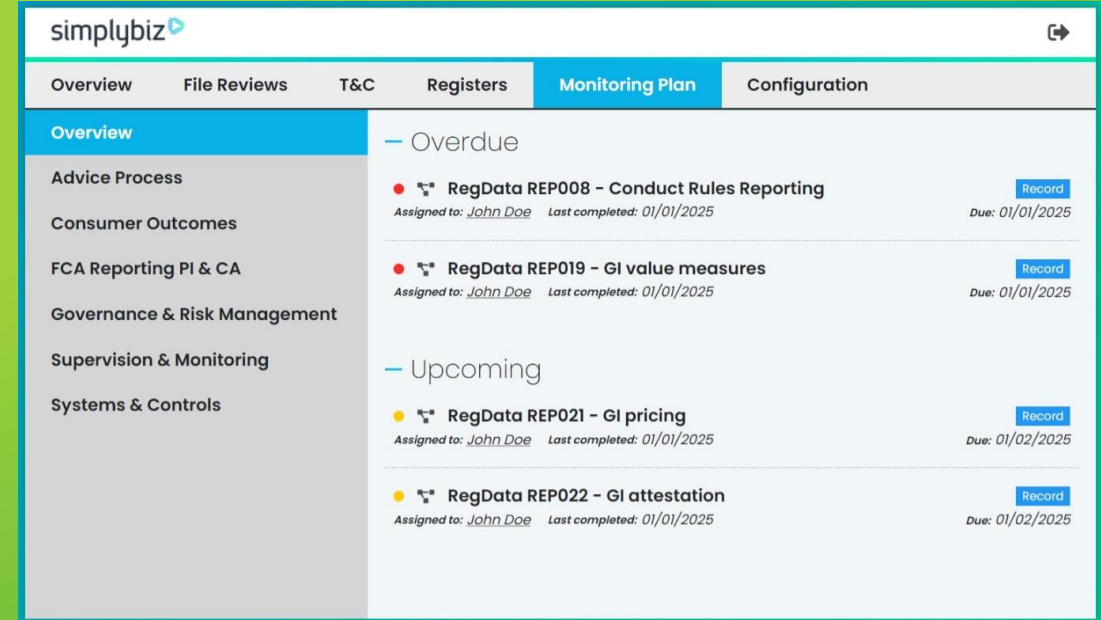 simplybiz
Overview File Reviews T&C Registers Monitoring Plan Configuration
Overview
Advice Process
Consumer Outcomes
FCA Reporting PI & CA
Governance & Risk Management
Supervision & Monitoring
Systems & Controls
Overdue
RegData REP008 - Conduct Rules Reporting Record
Assigned to: John Doe Last completed: 01/01/2025 Due: 01/01/2025
RegData REP019 - GI value measures Record
Assigned to: John Doe Last completed: 01/01/2025 Due: 01/01/2025
Upcoming
RegData REP021 - GI pricing Record
Assigned to: John Doe Last completed: 01/01/2025 Due: 01/02/2025
RegData REP022 - GI attestation Record
Assigned to: John Doe Last completed: 01/01/2025 Due: 01/02/2025